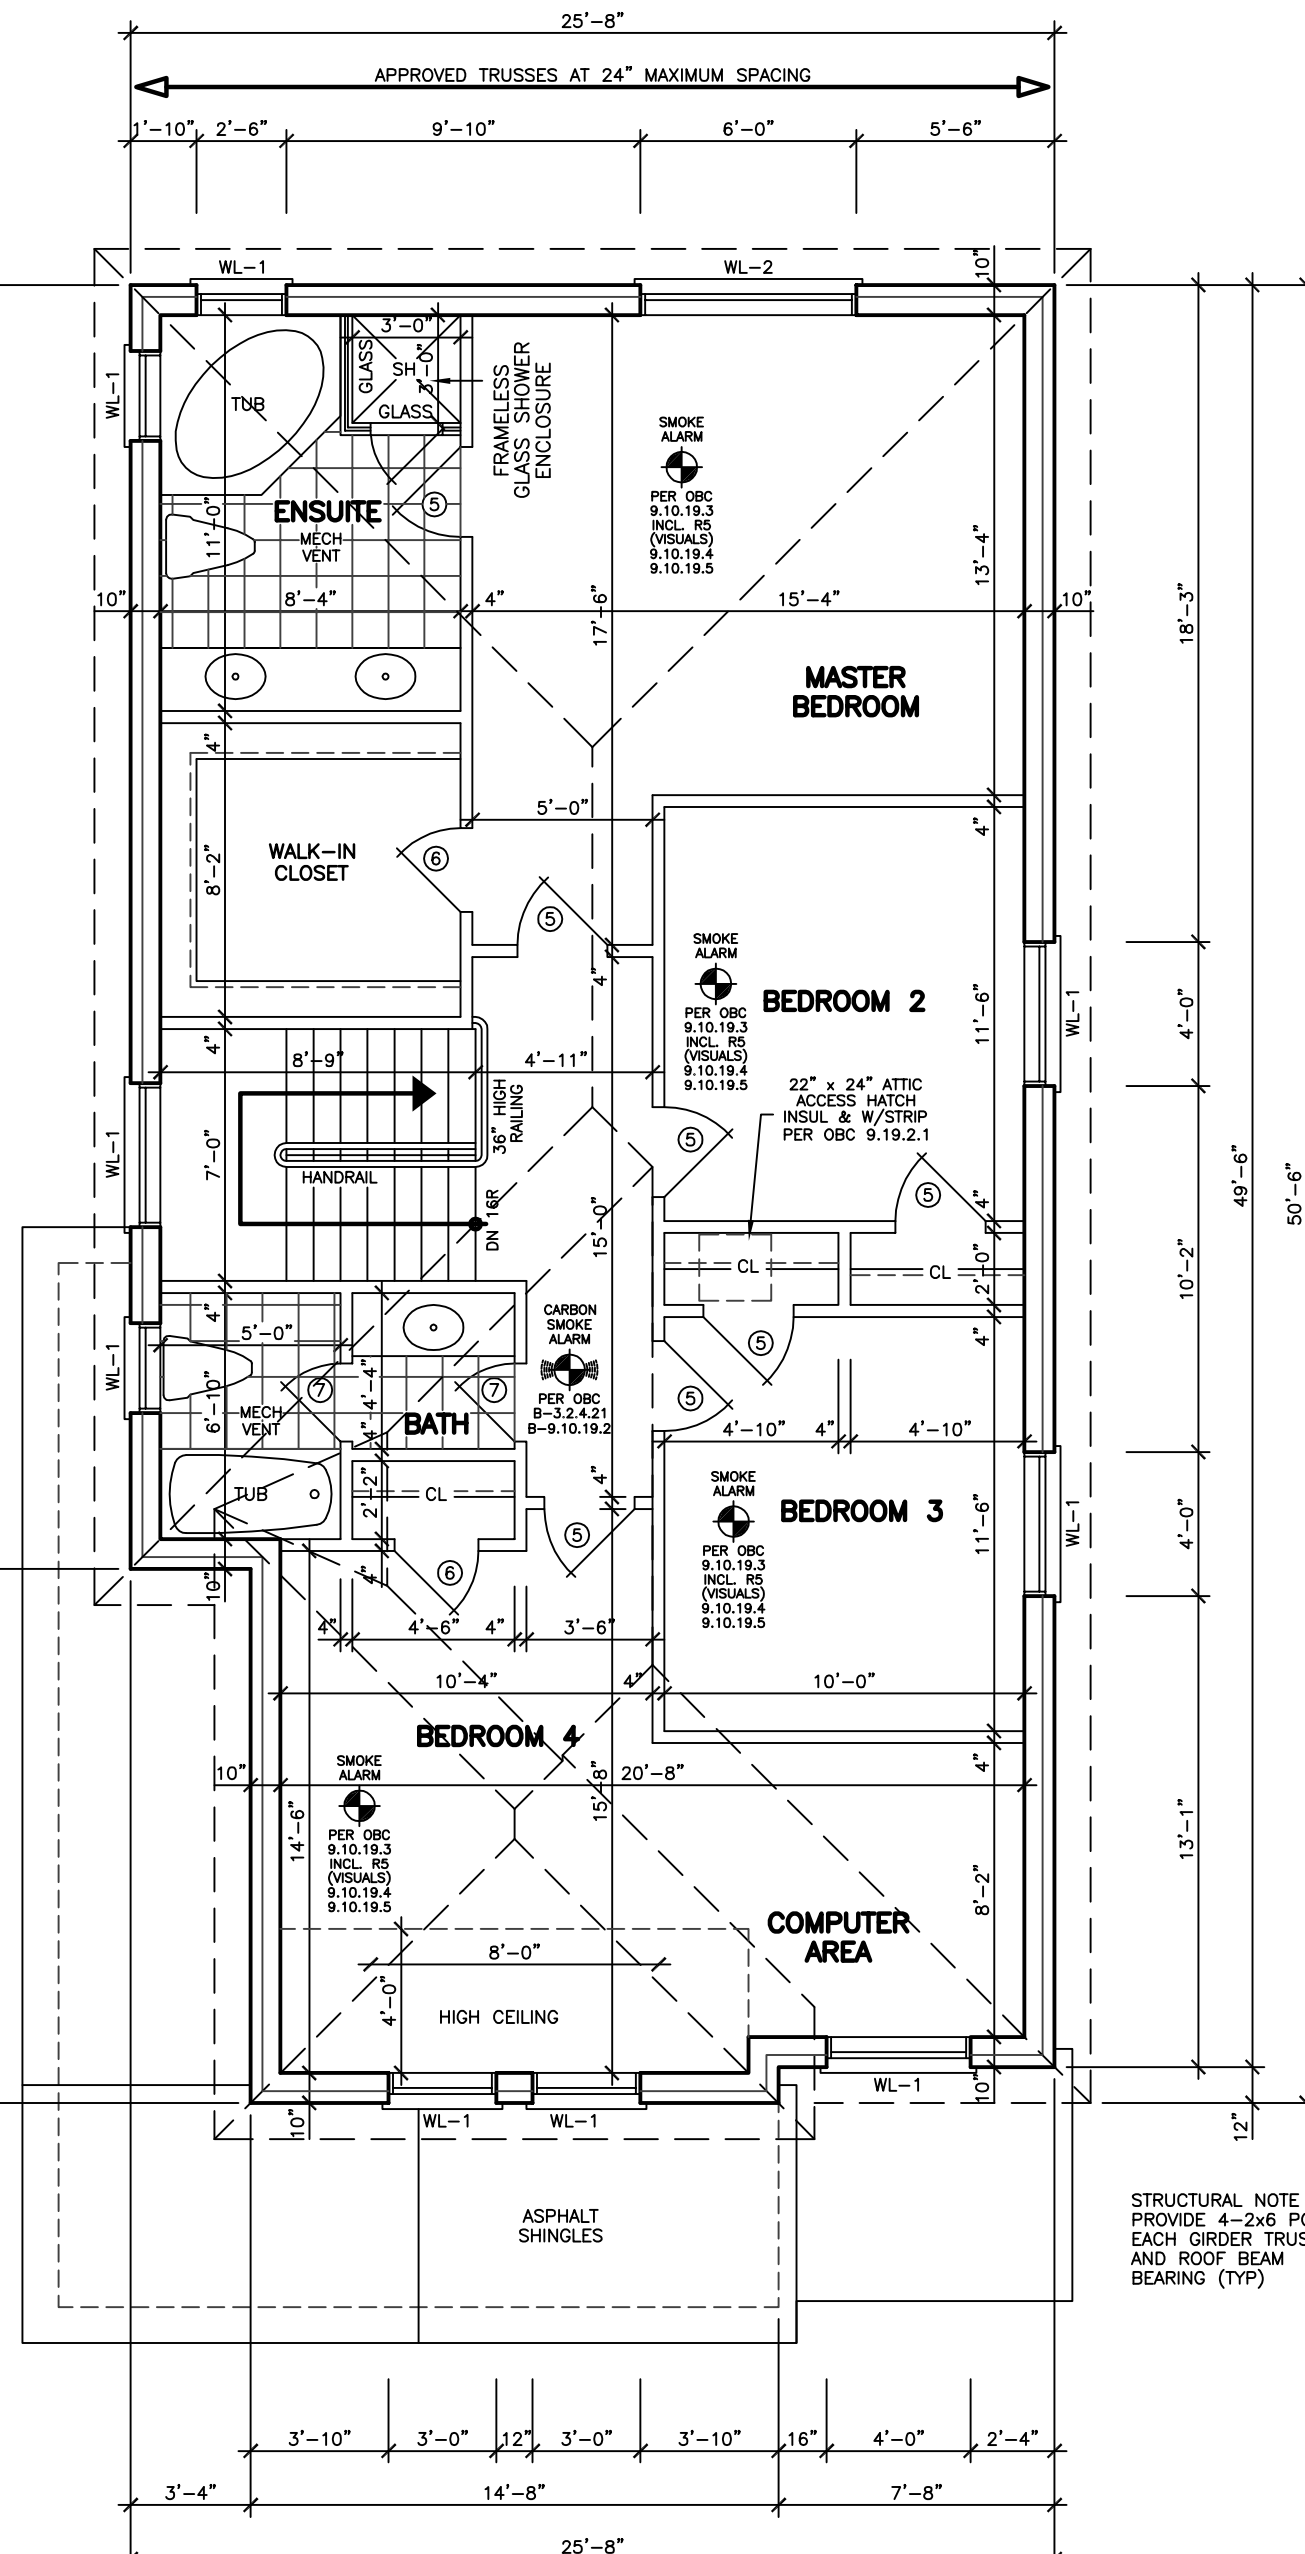 25'-8"
APPROVED TRUSSES AT 24" MAXIMUM SPACING
1'-10" 2'-6" 9'-10" 6'-0" 5'-6"
WL-1
WL-2
10"
3'-0"
GLASS
SH
3'-0"
GLASS
FRAMELESS
GLASS SHOWER
ENCLOSURE
WL-1
TUB
SMOKE
ALARM
PER OBC
9.10.19.3
INCL. R5
(VISUALS)
9.10.19.4
9.10.19.5
5
ENSUITE
MECH
VENT
11'-0"
13'-4"
10" 8'-4" 4" 15'-4" 10"
17'-6"
18'-3"
MASTER
BEDROOM
4"
5'-0"
4"
WALK-IN
CLOSET
8'-2"
6
5
4"
SMOKE
ALARM
PER OBC
9.10.19.3
INCL. R5
(VISUALS)
9.10.19.4
9.10.19.5
BEDROOM 2
11'-6"
WL-1
4'-0"
4"
8'-9" 4'-11"
36" HIGH
RAILING
22" x 24" ATTIC
ACCESS HATCH
INSUL & W/STRIP
PER OBC 9.19.2.1
5
WL-1
7'-0"
HANDRAIL
DN 16R
15'-0"
5
4"
49'-6"
50'-6"
10'-2"
CL
CL
2'-0"
4"
4"
5'-0"
CARBON
SMOKE
ALARM
PER OBC
B-3.2.4.21
B-9.10.19.2
5
5
WL-1
6'-10"
7
7
4'-4"
4"
MECH
VENT
BATH
4'-10" 4" 4'-10"
TUB
2'-2"
CL
4"
5
SMOKE
ALARM
PER OBC
9.10.19.3
INCL. R5
(VISUALS)
9.10.19.4
9.10.19.5
BEDROOM 3
11'-6"
WL-1
4'-0"
10"
4"
6
4" 4'-6" 4" 3'-6"
10'-4" 4" 10'-0"
BEDROOM 4
4"
SMOKE
ALARM
PER OBC
9.10.19.3
INCL. R5
(VISUALS)
9.10.19.4
9.10.19.5
10" 20'-8"
14'-6"
15'-8"
13'-1"
8'-2"
COMPUTER
AREA
8'-0"
4'-0"
HIGH CEILING
10"
WL-1
WL-1
WL-1
10"
12"
ASPHALT
SHINGLES
STRUCTURAL NOTE
PROVIDE 4-2x6
EACH GIRDER
AND ROOF BEAM
BEARING (TYP)
3'-10" 3'-0" 12" 3'-0" 3'-10" 16" 4'-0" 2'-4"
3'-4" 14'-8" 7'-8"
25'-8"